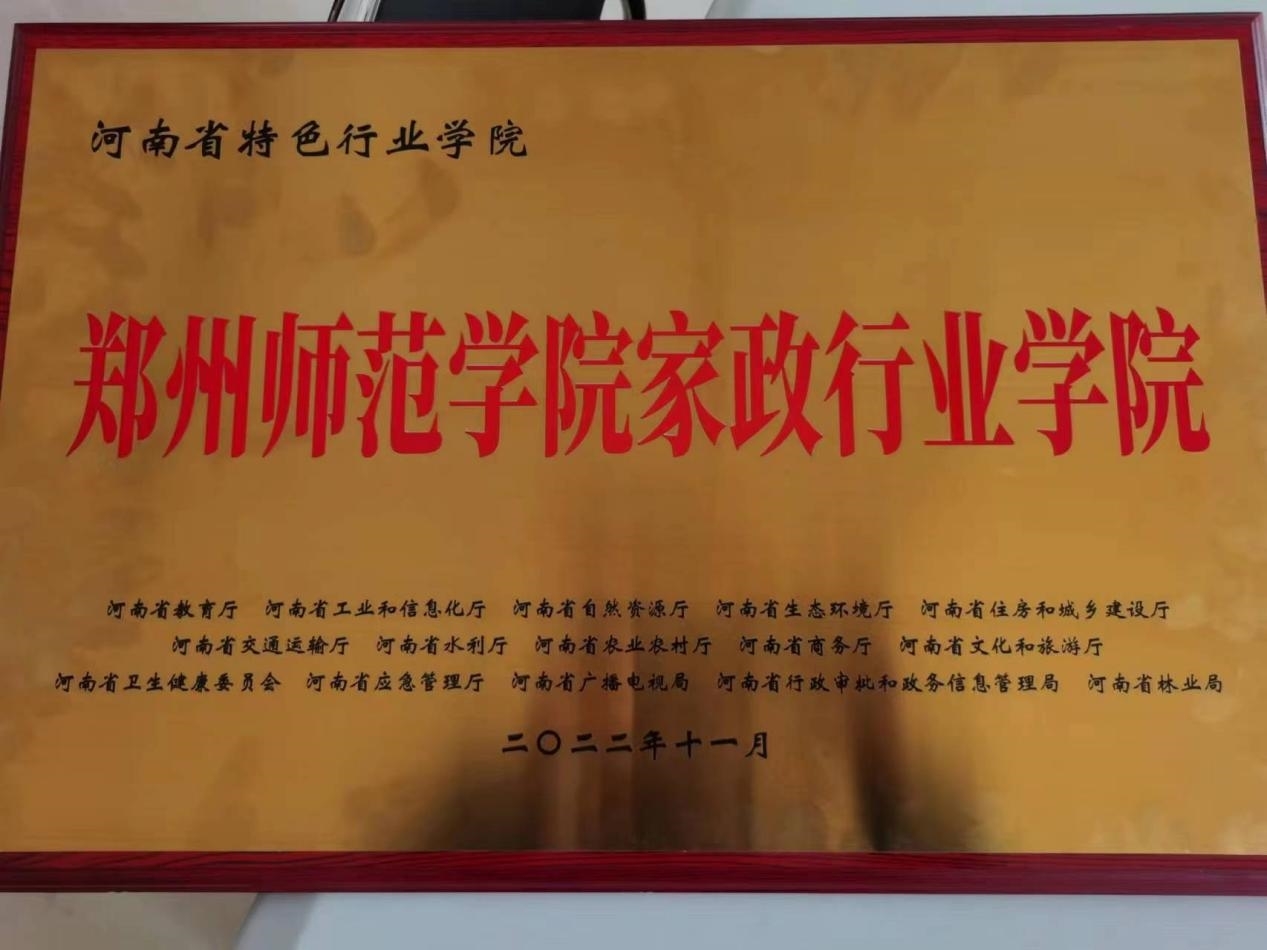 河南省特色行业学院
郑州师范学院家政行业学院
河南省教育厅 河南省工业和信息化厅 河南省自然资源厅 河南省生态环境厅 河南省住房和城乡建设厅
河南省交通运输厅 河南省水利厅 河南省农业农村厅 河南省商务厅 河南省文化和旅游厅
河南省卫生健康委员会 河南省应急管理厅 河南省广播电视局 河南省行政审批和政务信息管理局 河南省林业局
二〇二二年十一月